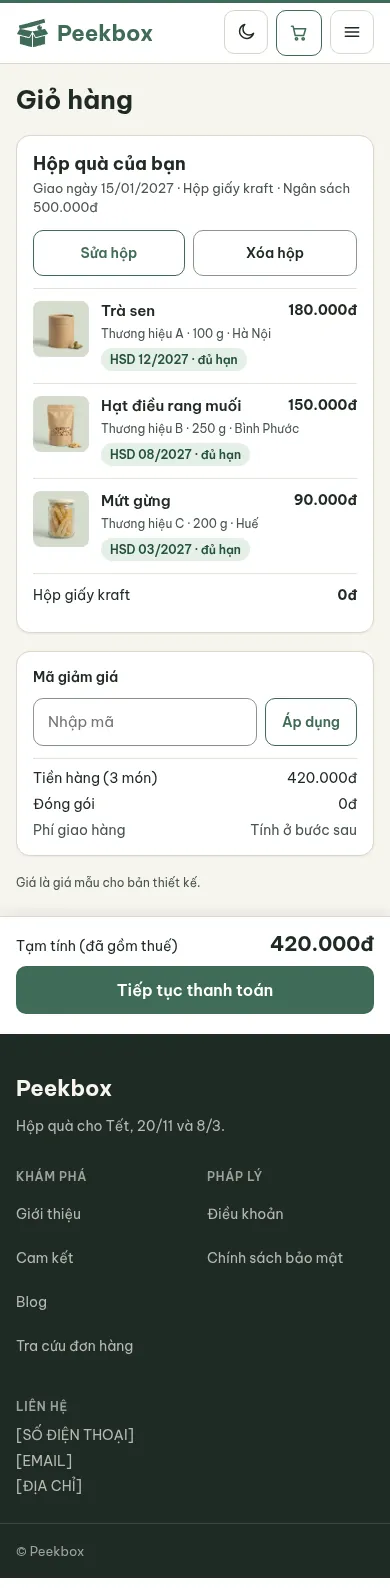 Peekbox
Giỏ hàng
Hộp quà của bạn
Giao ngày 15/01/2027 · Hộp giấy kraft · Ngân sách
500.000đ
Sửa hộp
Xóa hộp
Trà sen 180.000đ
Thương hiệu A · 100 g · Hà Nội
HSD 12/2027 · đủ hạn
Hạt điều rang muối 150.000đ
Thương hiệu B · 250 g · Bình Phước
HSD 08/2027 · đủ hạn
Mứt gừng 90.000đ
Thương hiệu C · 200 g · Huế
HSD 03/2027 · đủ hạn
Hộp giấy kraft 0đ
Mã giảm giá
Nhập mã Áp dụng
Tiền hàng (3 món) 420.000đ
Đóng gói 0đ
Phí giao hàng Tính ở bước sau
Giá là giá mẫu cho bản thiết kế.
Tạm tính (đã gồm thuế) 420.000đ
Tiếp tục thanh toán
Peekbox
Hộp quà cho Tết, 20/11 và 8/3.
KHÁM PHÁ
Giới thiệu
Cam kết
Blog
Tra cứu đơn hàng
PHÁP LÝ
Điều khoản
Chính sách bảo mật
LIÊN HỆ
[SỐ ĐIỆN THOẠI]
[EMAIL]
[ĐỊA CHỈ]
© Peekbox